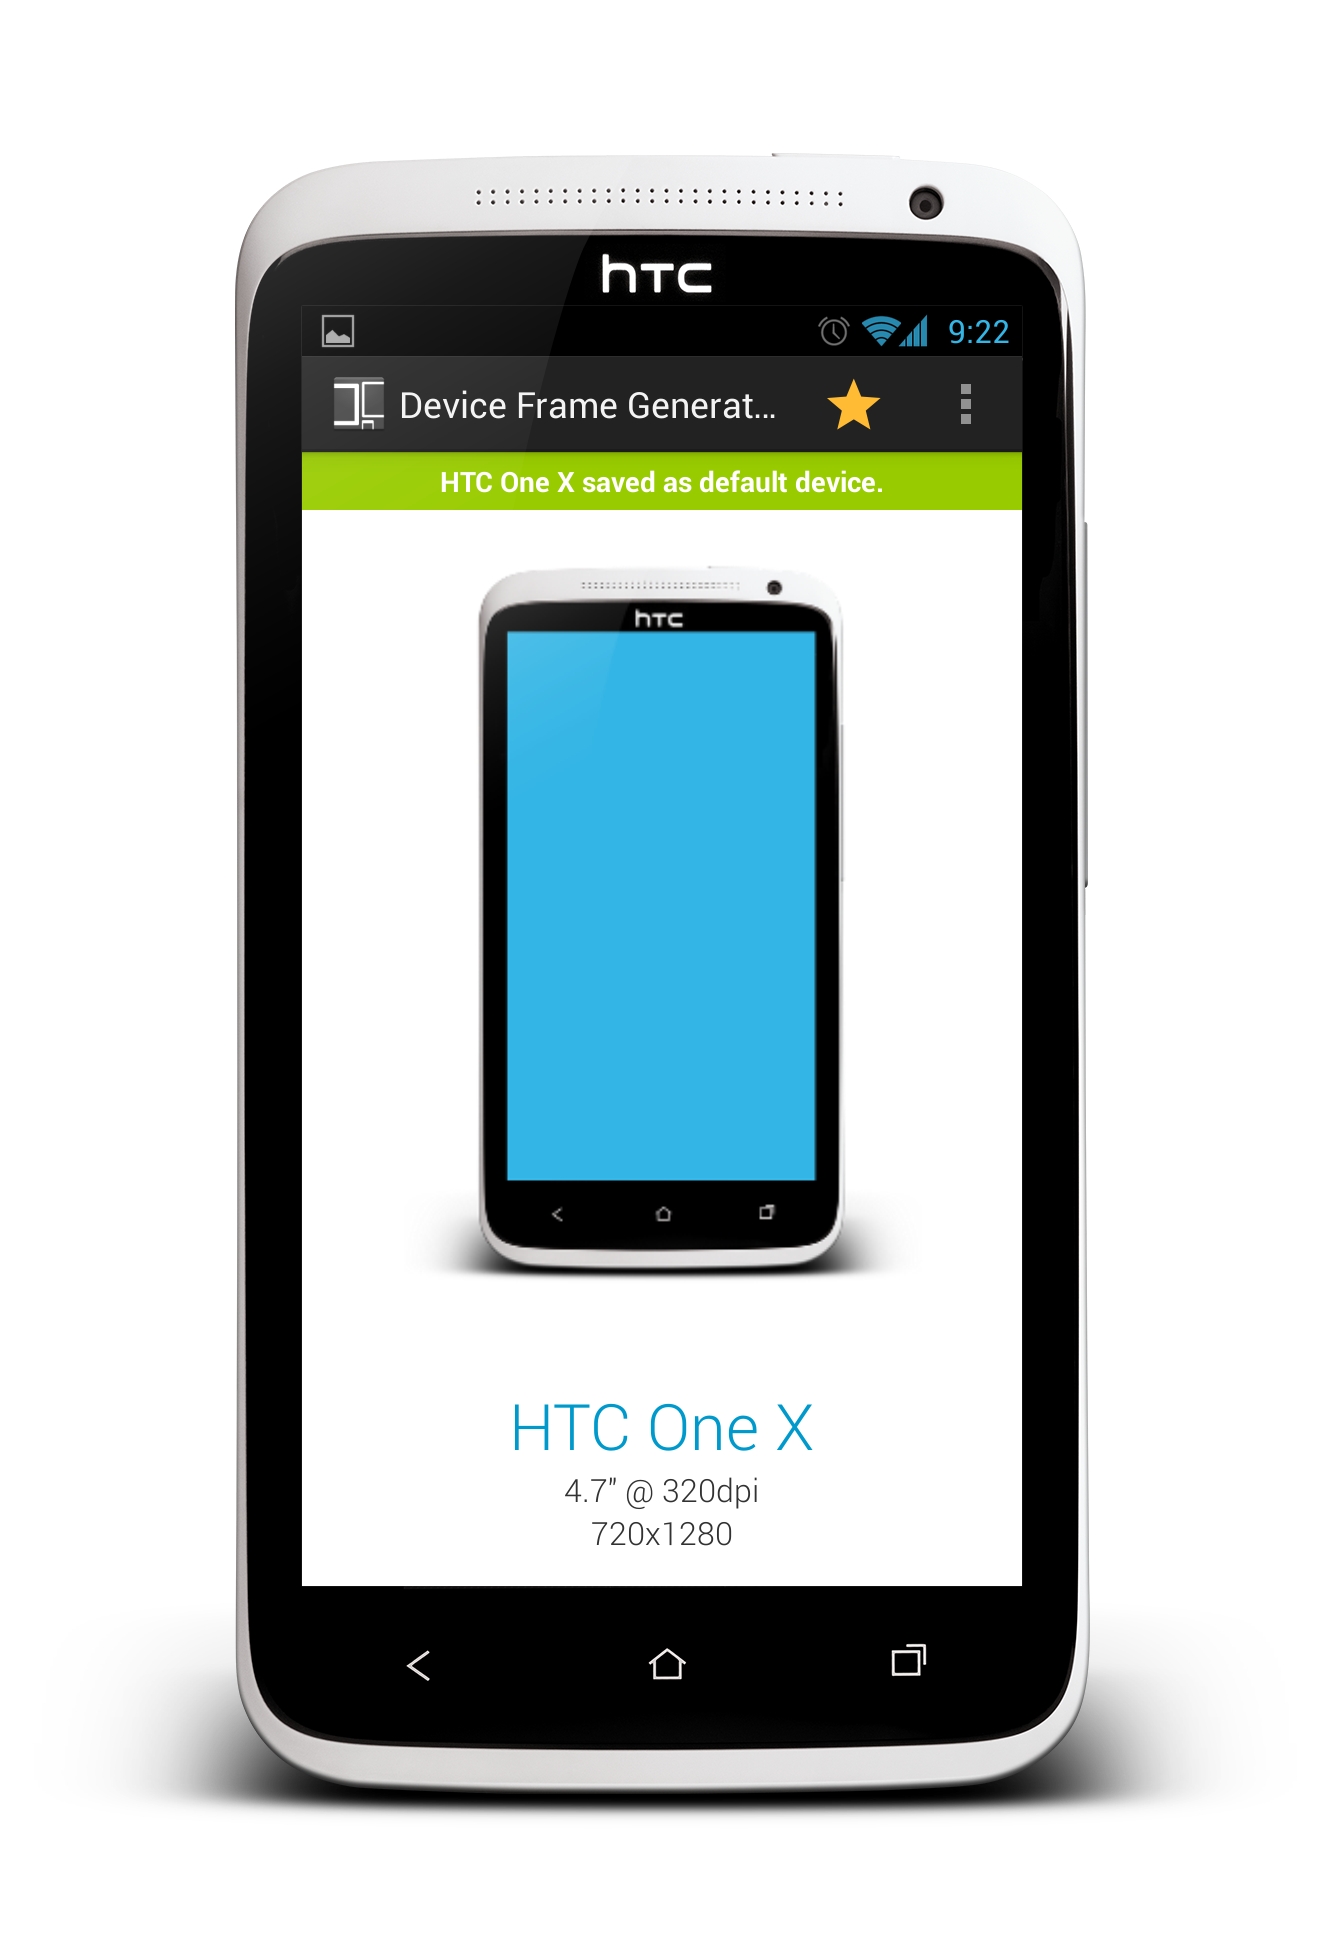 hTC
9:22
Device Frame Generat...
HTC One X saved as default device.
hTC
HTC One X
4.7" @ 320dpi
720x1280